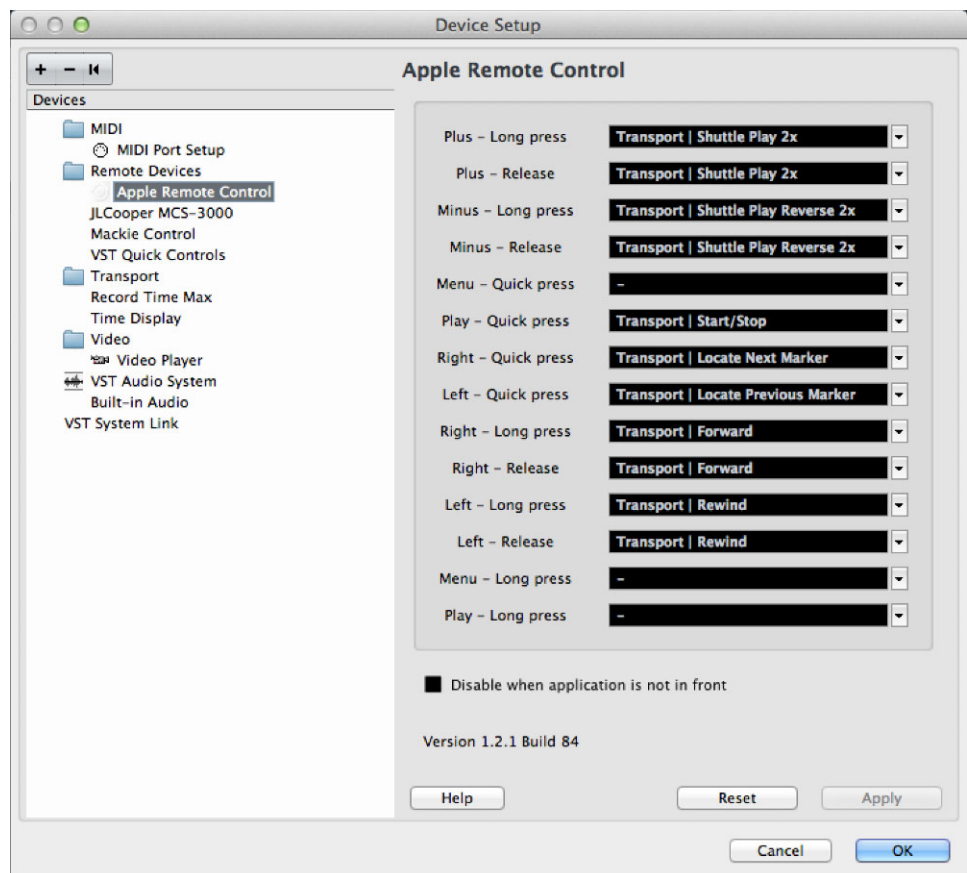 Device Setup
+ −
Devices
MIDI
MIDI Port Setup
Remote Devices
Apple Remote Control
JLCooper MCS-3000
Mackie Control
VST Quick Controls
Transport
Record Time Max
Time Display
Video
Video Player
VST Audio System
Built-in Audio
VST System Link
Apple Remote Control
Plus – Long press Transport | Shuttle Play 2x
Plus – Release Transport | Shuttle Play 2x
Minus – Long press Transport | Shuttle Play Reverse 2x
Minus – Release Transport | Shuttle Play Reverse 2x
Menu – Quick press –
Play – Quick press Transport | Start/Stop
Right – Quick press Transport | Locate Next Marker
Left – Quick press Transport | Locate Previous Marker
Right – Long press Transport | Forward
Right – Release Transport | Forward
Left – Long press Transport | Rewind
Left – Release Transport | Rewind
Menu – Long press –
Play – Long press –
Disable when application is not in front
Version 1.2.1 Build 84
Help Reset Apply
Cancel OK